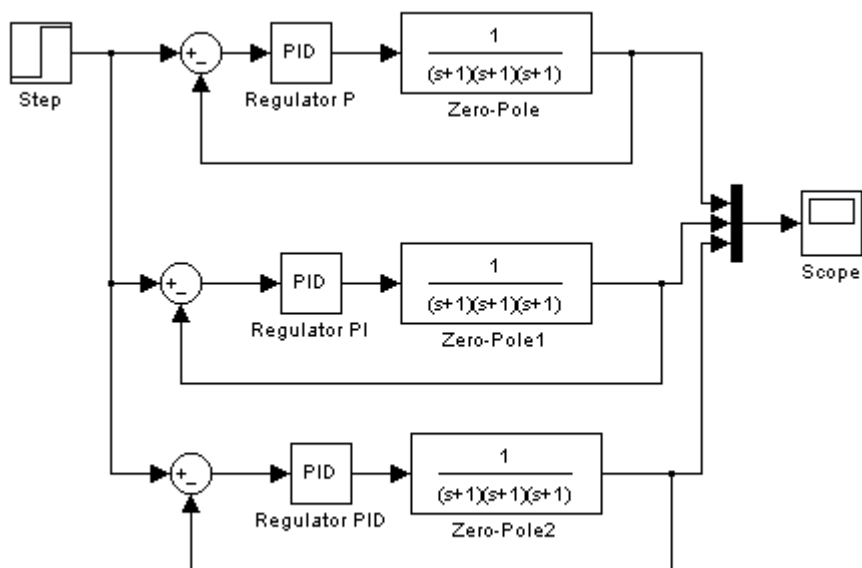 PID
1
(s+1)(s+1)(s+1)
Step
Regulator P
Zero-Pole
PID
1
(s+1)(s+1)(s+1)
Scope
Regulator PI
Zero-Pole1
PID
1
(s+1)(s+1)(s+1)
Regulator PID
Zero-Pole2